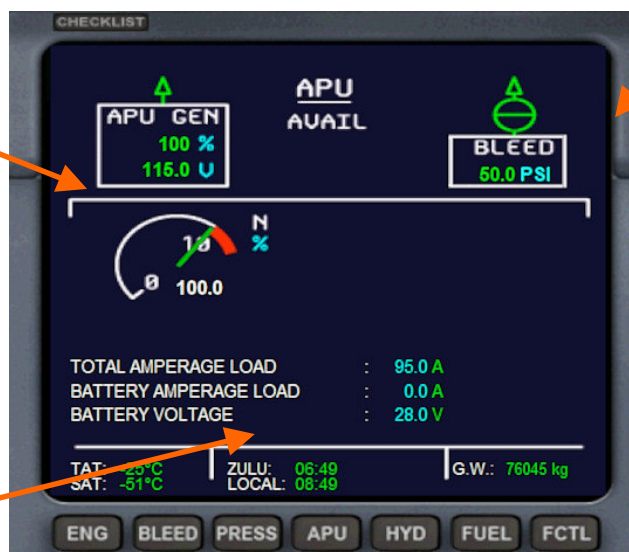 CHECKLIST
APU
AVAIL
APU GEN
100 %
115.0 V
BLEED
50.0 PSI
N
%
10
0
100.0
TOTAL AMPERAGE LOAD : 95.0 A
BATTERY AMPERAGE LOAD : 0.0 A
BATTERY VOLTAGE : 28.0 V
TAT: -25°C ZULU: 06:49 G.W.: 76045 kg
SAT: -51°C LOCAL: 08:49
ENG BLEED PRESS APU HYD FUEL FCTL